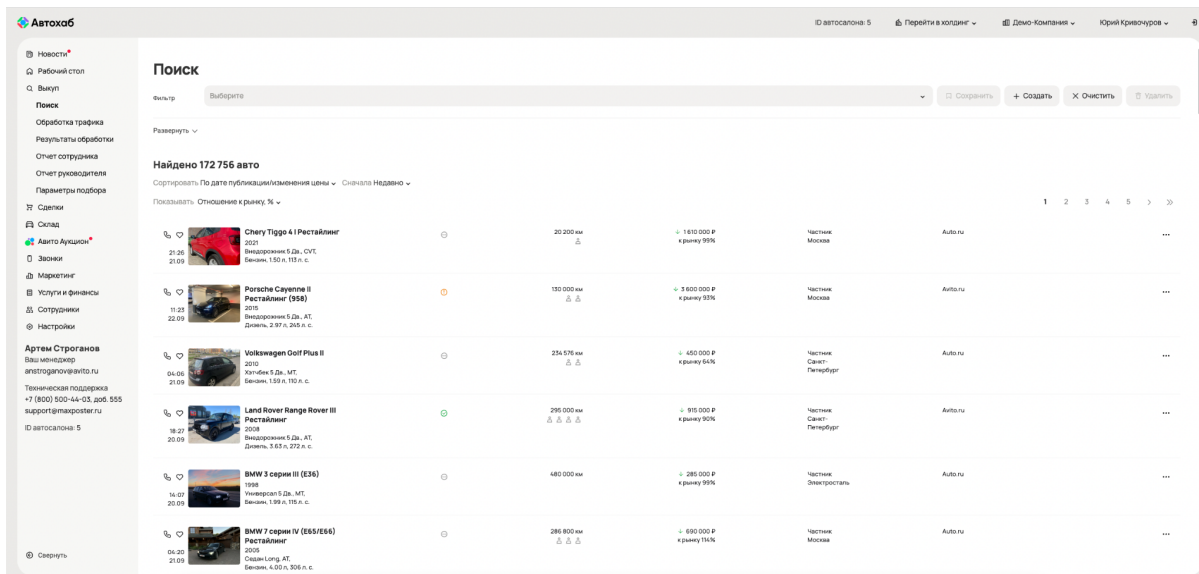 Автохаб
ID автосалона: 5
Перейти в холдинг
Демо-Компания
Юрий Кривочуров
Новости
Рабочий стол
Выкуп
Поиск
Обработка трафика
Результаты обработки
Отчет сотрудника
Отчет руководителя
Параметры подбора
Сделки
Склад
Авито Аукцион
Звонки
Маркетинг
Услуги и финансы
Сотрудники
Настройки
Артем Строганов
Ваш менеджер
anstroganov@avito.ru
Техническая поддержка
+7 (800) 500-44-03, доб. 555
support@maxposter.ru
ID автосалона: 5
Свернуть
Поиск
Фильтр
Выберите
Сохранить
+ Создать
Очистить
Удалить
Развернуть
Найдено 172 756 авто
Сортировать По дате публикации/изменения цены Сначала Недавно
Показывать Отношение к рынку, %
1 2 3 4 5 > >>
21:26
21.09
Chery Tiggo 4 I Рестайлинг
2021
Внедорожник 5 Дв., CVT,
Бензин, 1.50 л, 113 л. с.
20 200 км
↓ 1 610 000 ₽
к рынку 99%
Частник
Москва
Auto.ru
11:23
22.09
Porsche Cayenne II
Рестайлинг (958)
2015
Внедорожник 5 Дв., AT,
Дизель, 2.97 л, 245 л. с.
130 000 км
↓ 3 600 000 ₽
к рынку 93%
Частник
Москва
Avito.ru
04:06
21.09
Volkswagen Golf Plus II
2010
Хэтчбек 5 Дв., MT,
Бензин, 1.59 л, 110 л. с.
234 576 км
↓ 450 000 ₽
к рынку 64%
Частник
Санкт-
Петербург
Auto.ru
18:27
20.09
Land Rover Range Rover III
Рестайлинг
2008
Внедорожник 5 Дв., AT,
Дизель, 3.63 л, 272 л. с.
295 000 км
↓ 915 000 ₽
к рынку 90%
Частник
Санкт-
Петербург
Avito.ru
14:07
20.09
BMW 3 серии III (E36)
1998
Универсал 5 Дв., MT,
Бензин, 1.99 л, 115 л. с.
480 000 км
↓ 285 000 ₽
к рынку 99%
Частник
Электросталь
Auto.ru
04:20
21.09
BMW 7 серии IV (E65/E66)
Рестайлинг
2005
Седан Long, AT,
Бензин, 4.00 л, 306 л. с.
286 800 км
↓ 690 000 ₽
к рынку 114%
Частник
Москва
Auto.ru